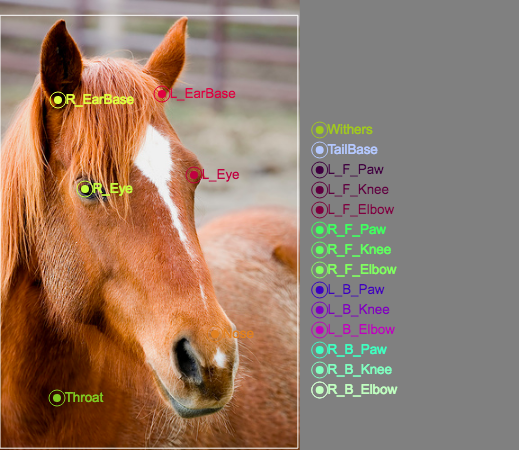 R_EarBase
L_EarBase
L_Eye
R_Eye
Nose
Throat
Withers
TailBase
L_F_Paw
L_F_Knee
L_F_Elbow
R_F_Paw
R_F_Knee
R_F_Elbow
L_B_Paw
L_B_Knee
L_B_Elbow
R_B_Paw
R_B_Knee
R_B_Elbow